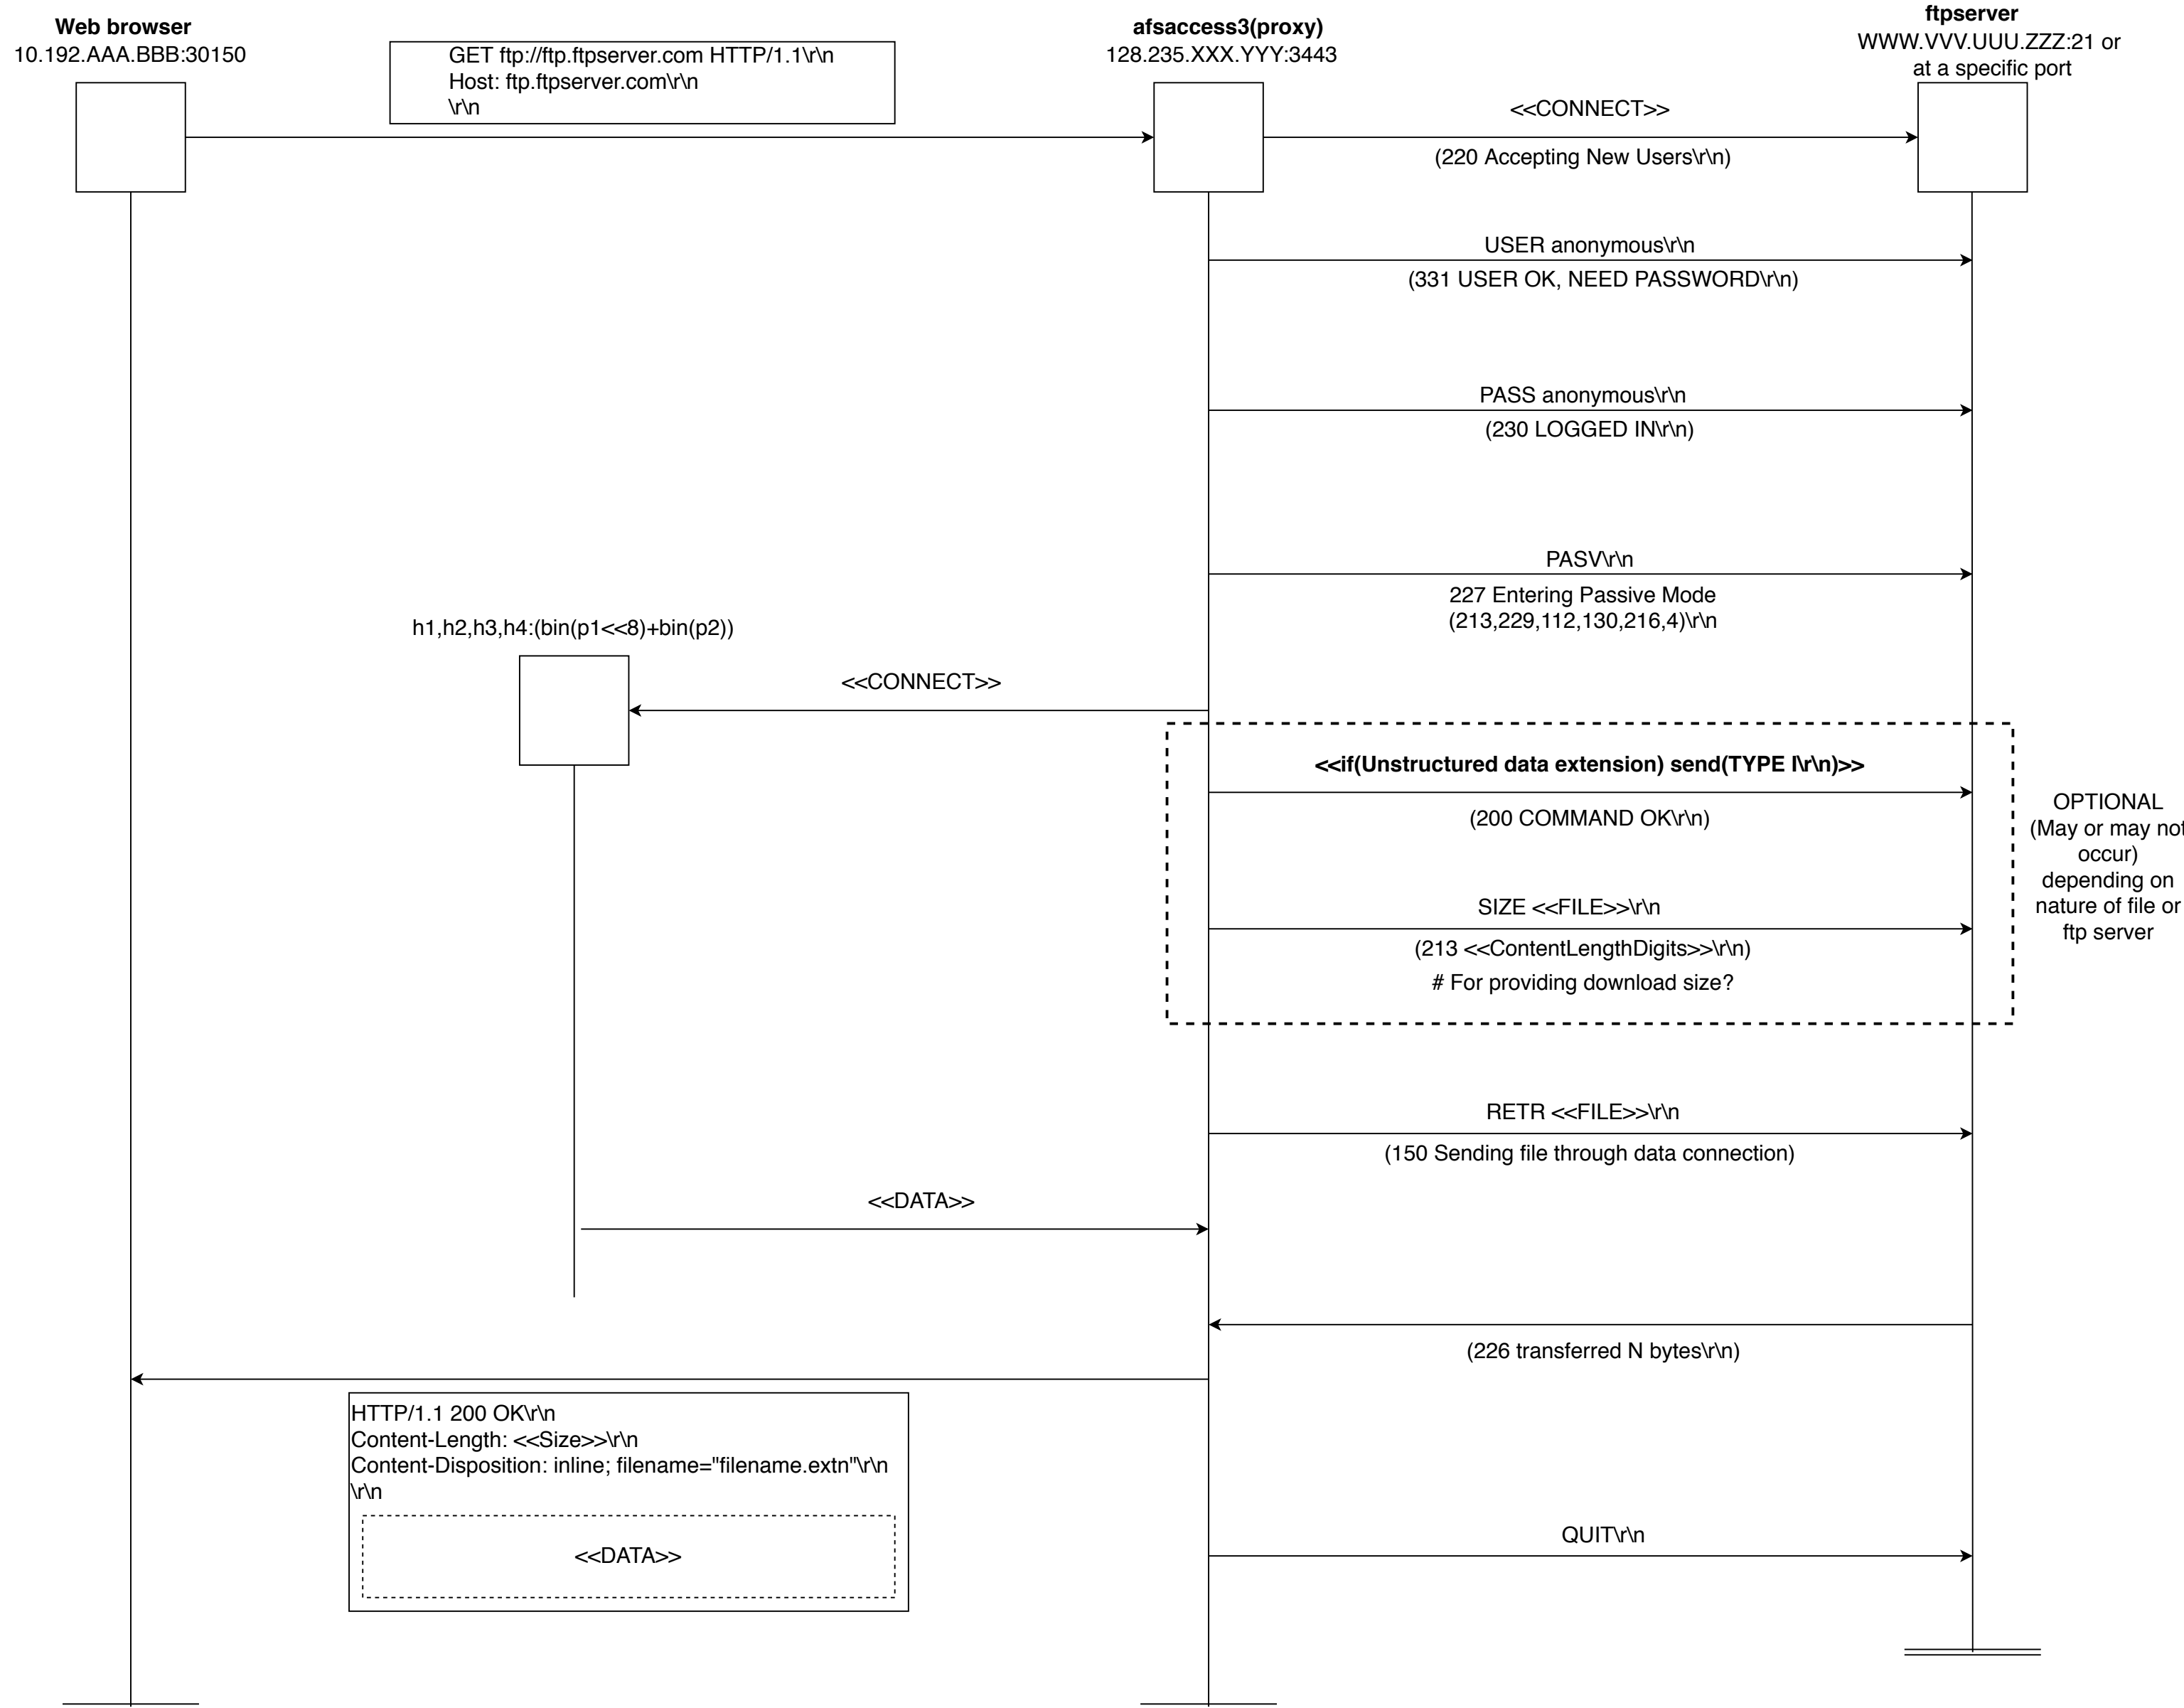 Web browser
10.192.AAA.BBB:30150
GET ftp://ftp.ftpserver.com HTTP/1.1\r\n
Host: ftp.ftpserver.com\r\n
\r\n
afsaccess3(proxy)
128.235.XXX.YYY:3443
ftpserver
WWW.VVV.UUU.ZZZ:21 or
at a specific port
<<CONNECT>>
(220 Accepting New Users\r\n)
USER anonymous\r\n
(331 USER OK, NEED PASSWORD\r\n)
PASS anonymous\r\n
(230 LOGGED IN\r\n)
PASV\r\n
227 Entering Passive Mode
(213,229,112,130,216,4)\r\n
h1,h2,h3,h4:(bin(p1<<8)+bin(p2))
<<CONNECT>>
<<if(Unstructured data extension) send(TYPE I\r\n)>>
(200 COMMAND OK\r\n)
SIZE <<FILE>>\r\n
(213 <<ContentLengthDigits>>\r\n)
# For providing download size?
OPTIONAL
(May or may not
occur)
depending on
nature of file or
ftp server
RETR <<FILE>>\r\n
(150 Sending file through data connection)
<<DATA>>
(226 transferred N bytes\r\n)
HTTP/1.1 200 OK\r\n
Content-Length: <<Size>>\r\n
Content-Disposition: inline; filename="filename.extn"\r\n
\r\n
<<DATA>>
QUIT\r\n